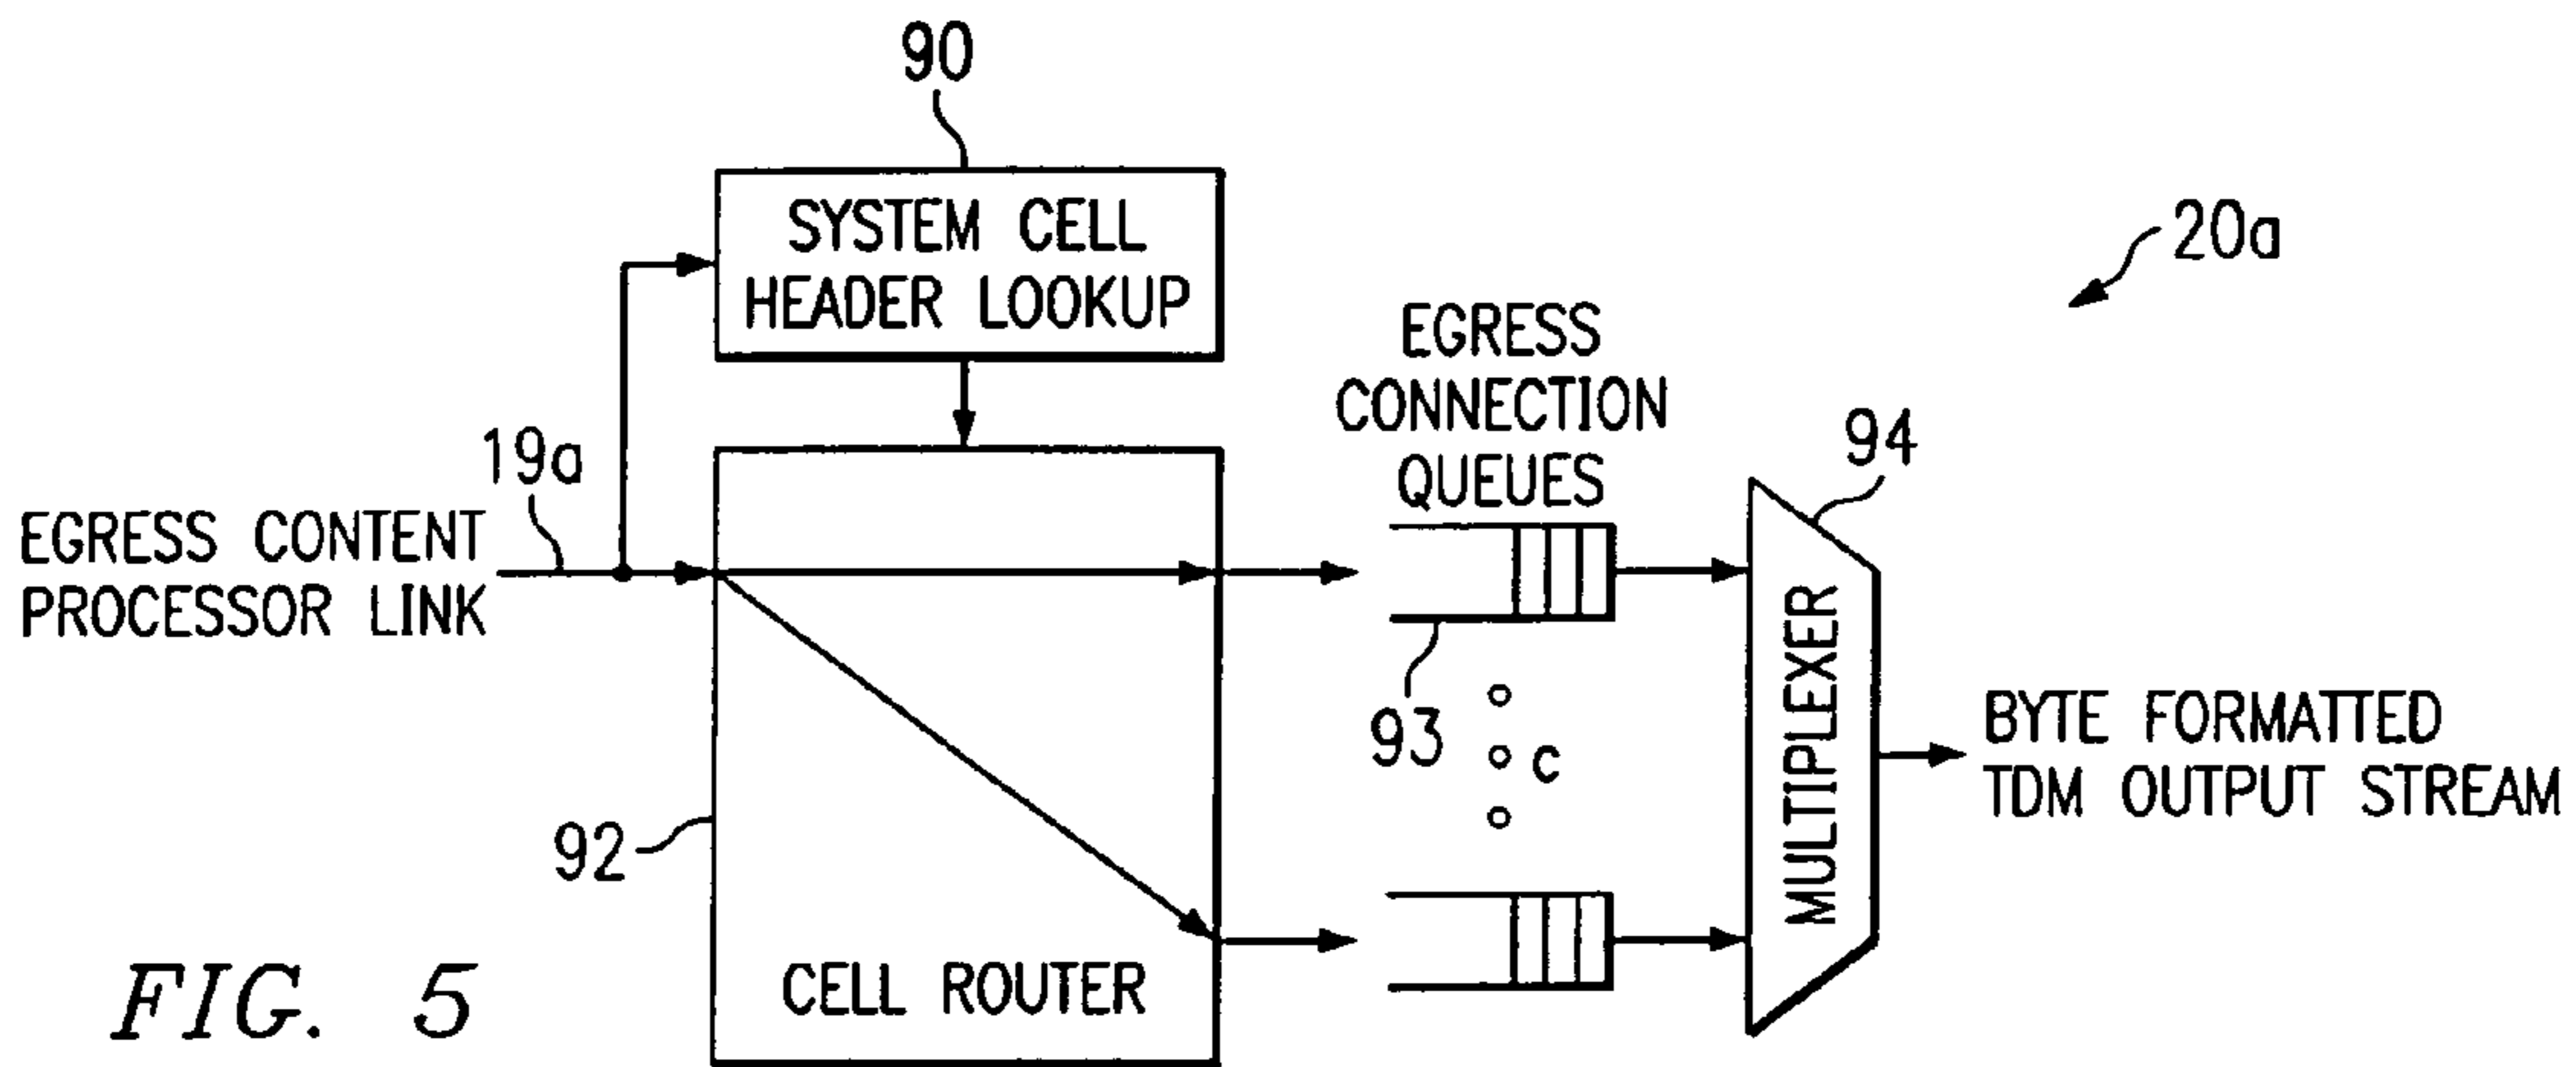 90
SYSTEM CELL
HEADER LOOKUP
20a
EGRESS
CONNECTION
QUEUES
94
19a
EGRESS CONTENT
PROCESSOR LINK
93
c
MULTIPLEXER
BYTE FORMATTED
TDM OUTPUT STREAM
92
CELL ROUTER
FIG. 5